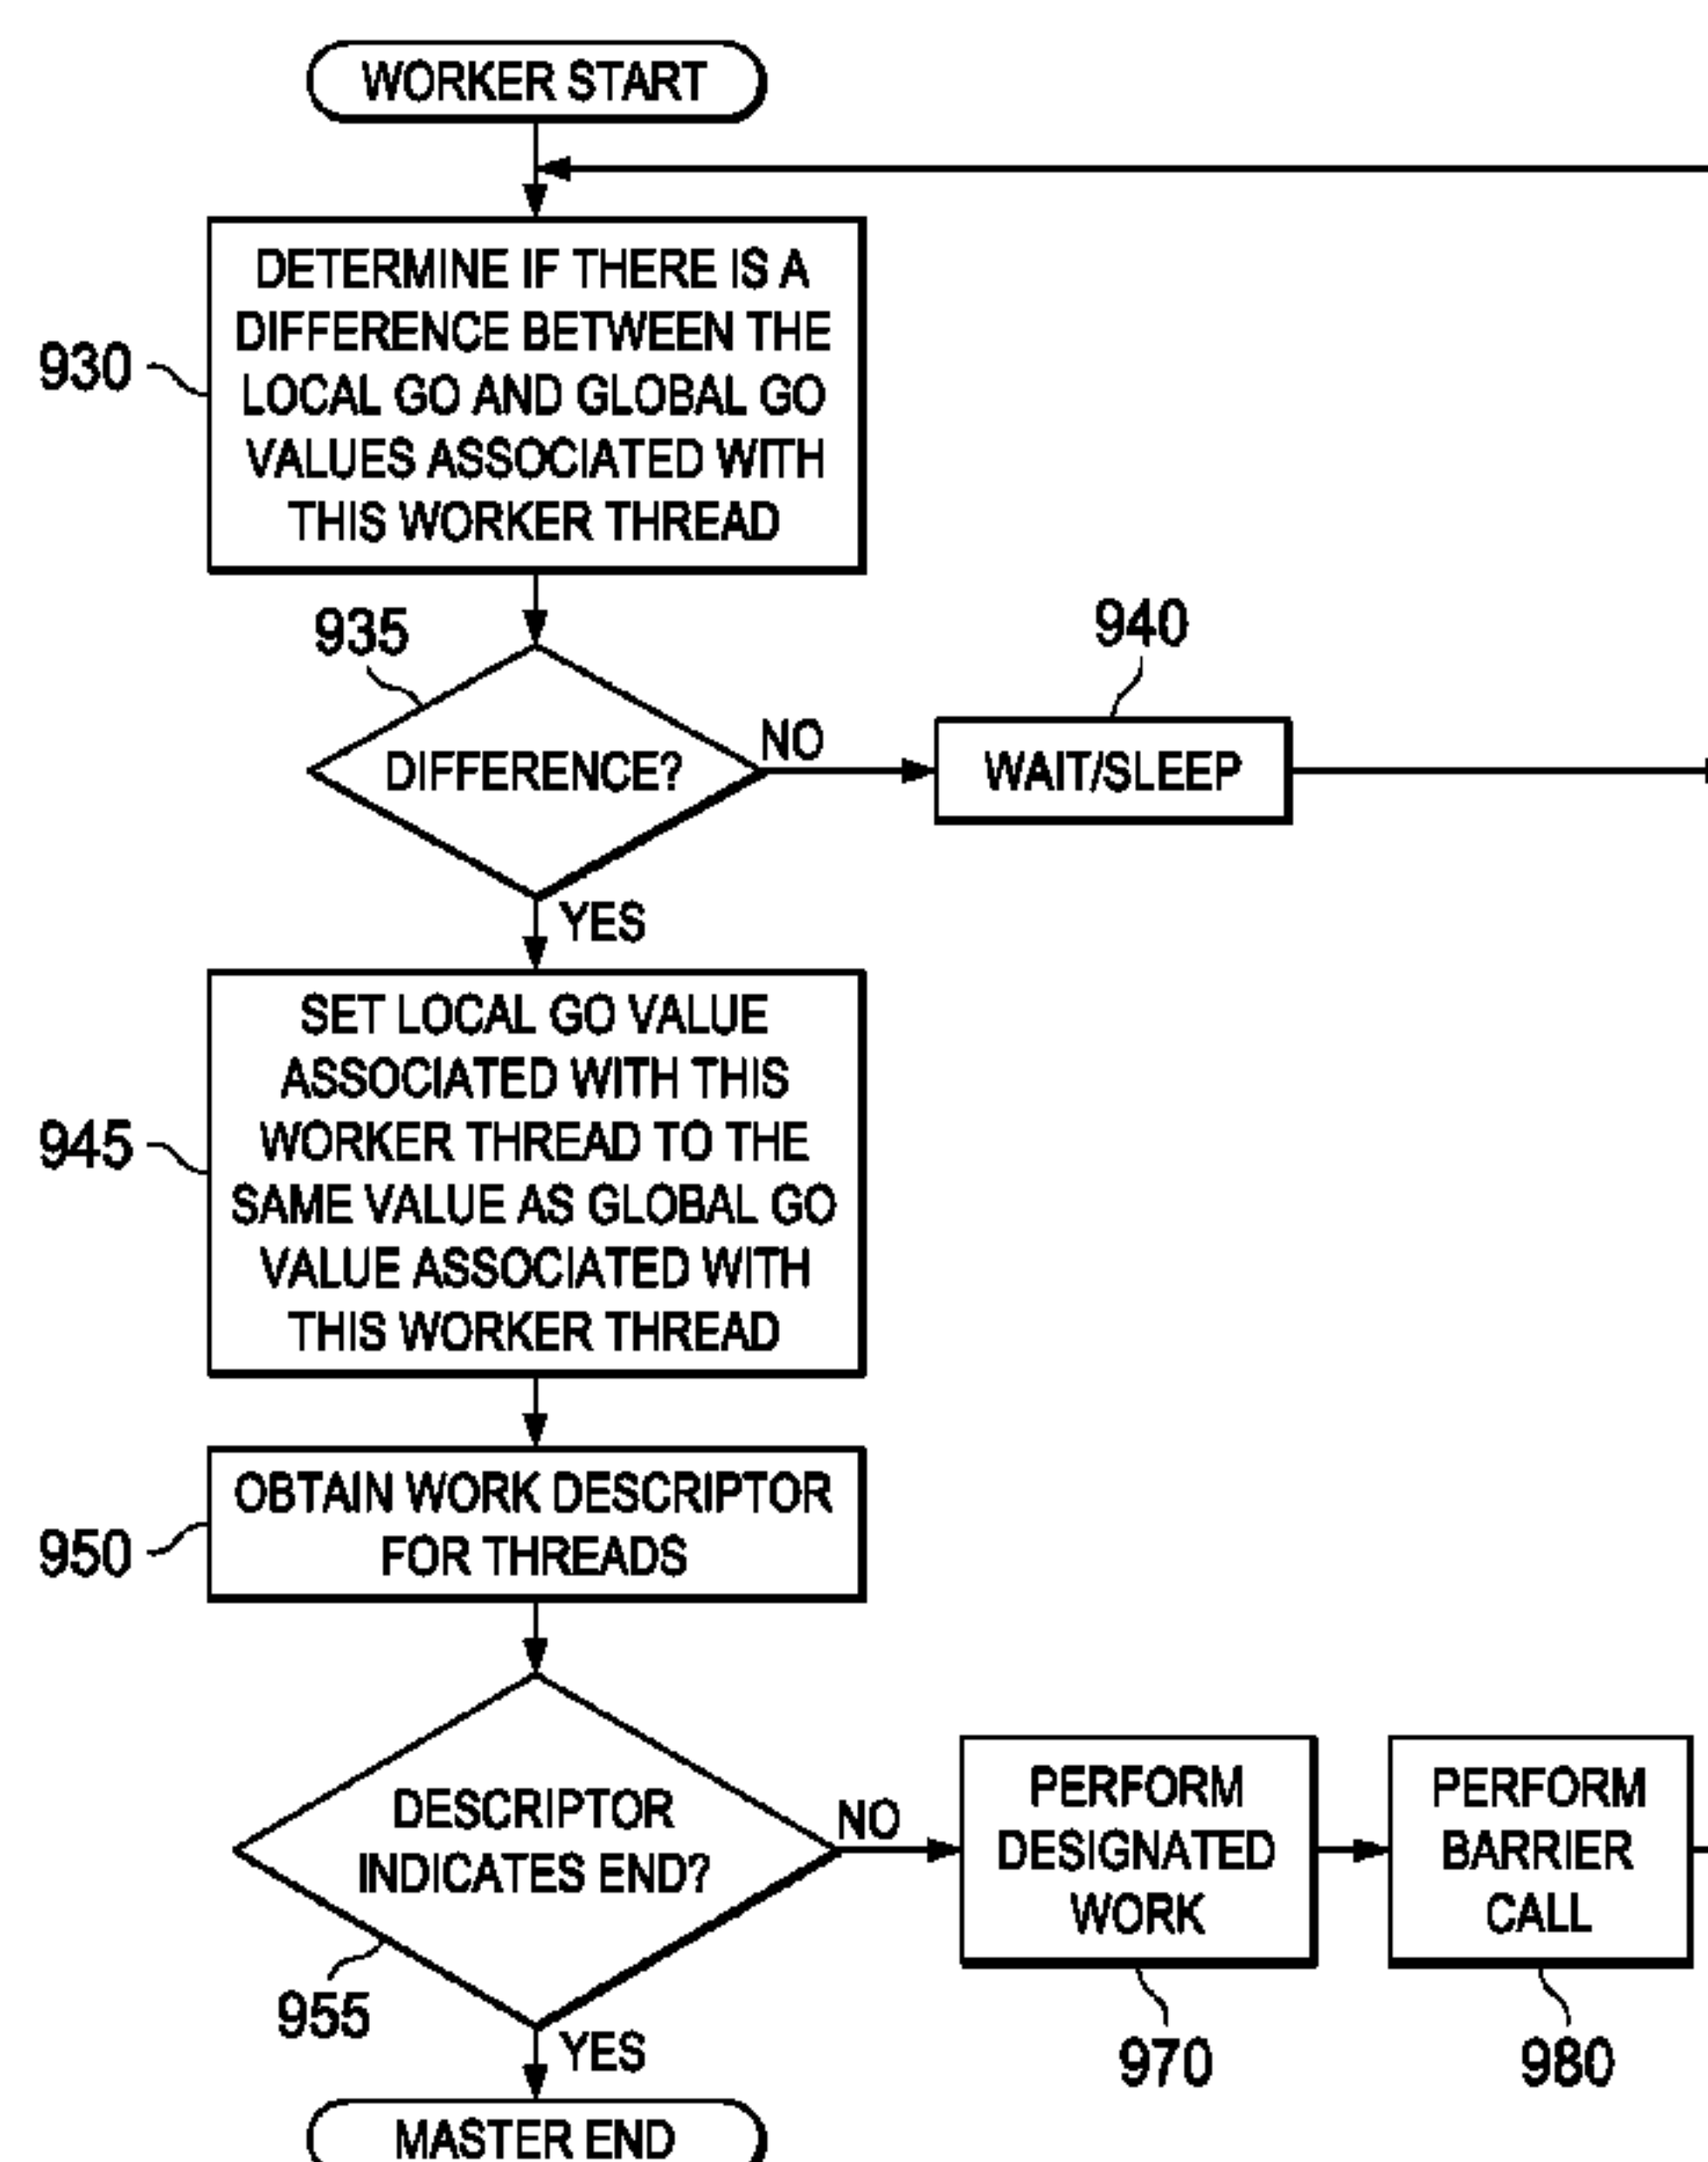 WORKER START
930
DETERMINE IF THERE IS A
DIFFERENCE BETWEEN THE
LOCAL GO AND GLOBAL GO
VALUES ASSOCIATED WITH
THIS WORKER THREAD
935
DIFFERENCE?
NO
940
WAIT/SLEEP
YES
945
SET LOCAL GO VALUE
ASSOCIATED WITH THIS
WORKER THREAD TO THE
SAME VALUE AS GLOBAL GO
VALUE ASSOCIATED WITH
THIS WORKER THREAD
950
OBTAIN WORK DESCRIPTOR
FOR THREADS
DESCRIPTOR
INDICATES END?
955
NO
PERFORM
DESIGNATED
WORK
970
PERFORM
BARRIER
CALL
980
YES
MASTER END